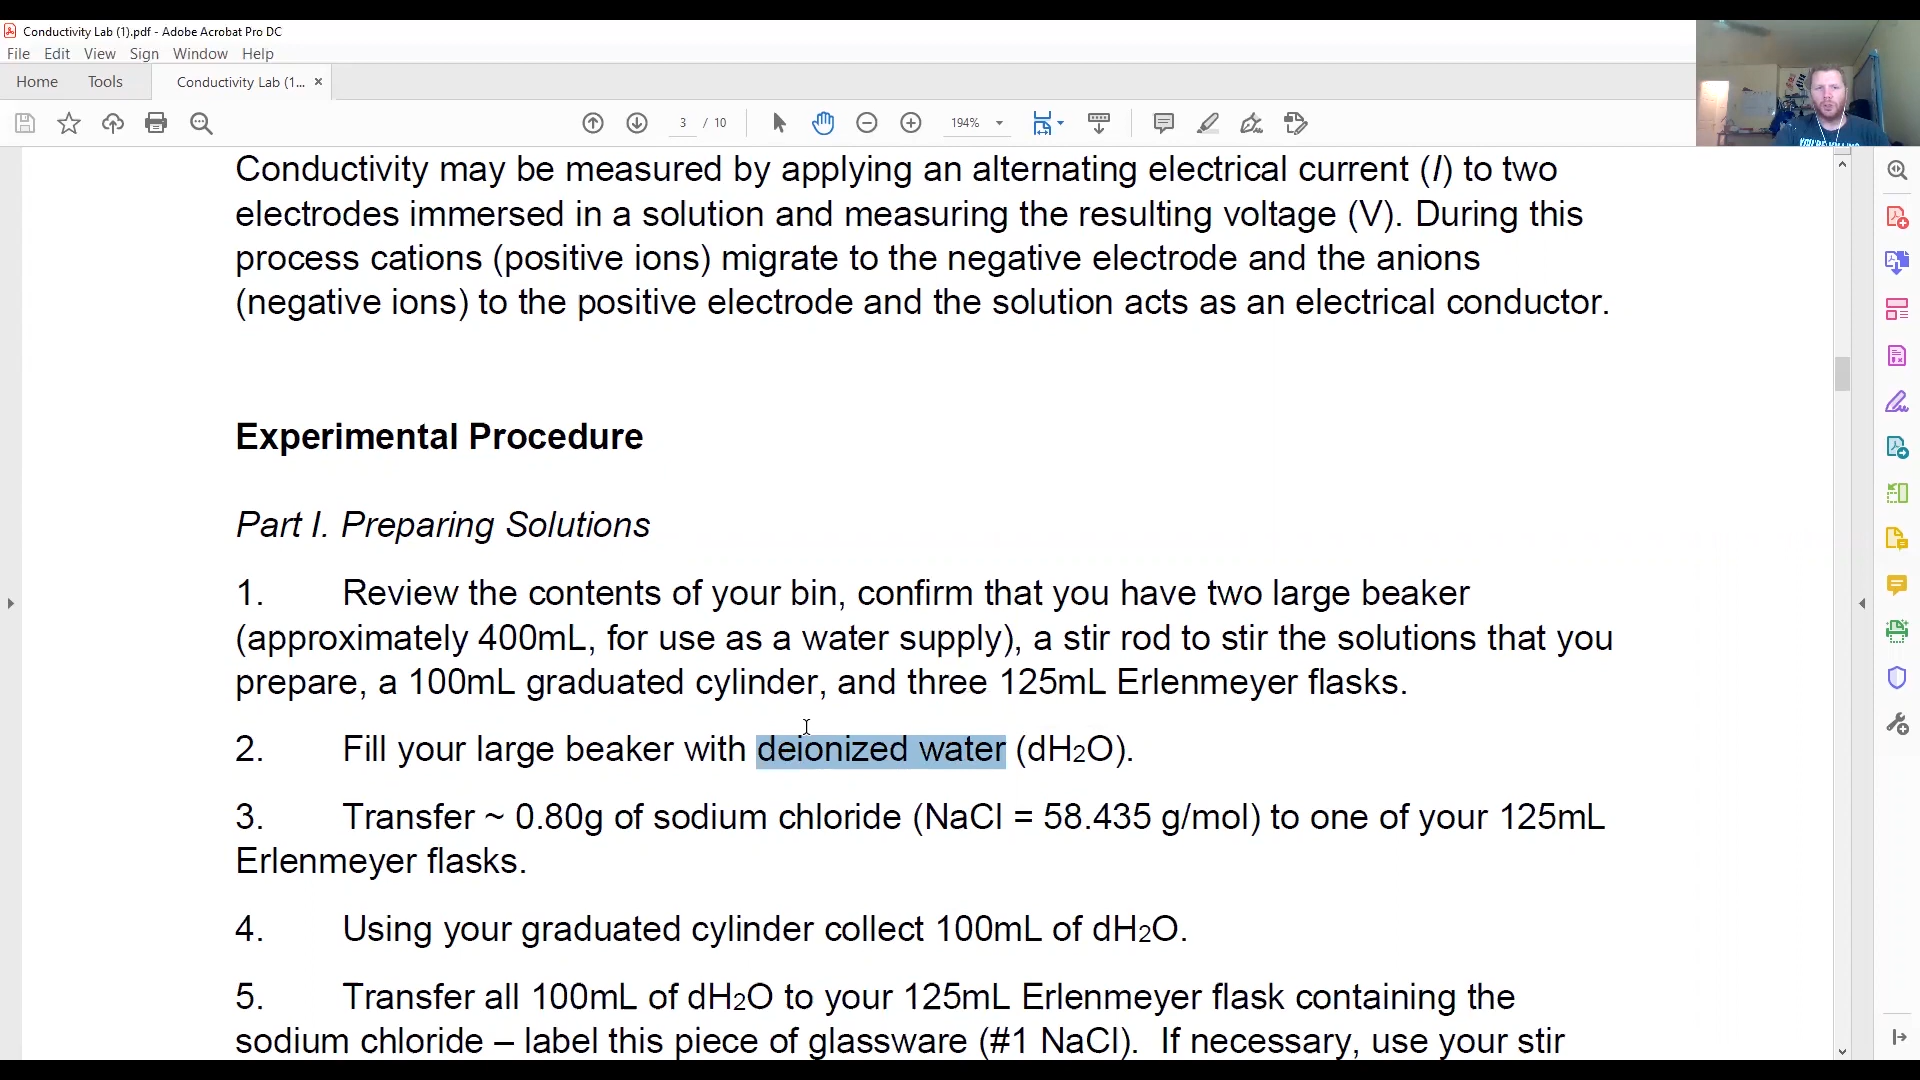 Conductivity Lab (1).pdf - Adobe Acrobat Pro DC
File Edit View Sign Window Help
Home Tools Conductivity Lab (1... ×
3 / 10 194%
Conductivity may be measured by applying an alternating electrical current (I) to two
electrodes immersed in a solution and measuring the resulting voltage (V). During this
process cations (positive ions) migrate to the negative electrode and the anions
(negative ions) to the positive electrode and the solution acts as an electrical conductor.
Experimental Procedure
Part I. Preparing Solutions
1. Review the contents of your bin, confirm that you have two large beaker
(approximately 400mL, for use as a water supply), a stir rod to stir the solutions that you
prepare, a 100mL graduated cylinder, and three 125mL Erlenmeyer flasks.
2. Fill your large beaker with deionized water (dH2O).
3. Transfer ~ 0.80g of sodium chloride (NaCl = 58.435 g/mol) to one of your 125mL
Erlenmeyer flasks.
4. Using your graduated cylinder collect 100mL of dH2O.
5. Transfer all 100mL of dH2O to your 125mL Erlenmeyer flask containing the
sodium chloride – label this piece of glassware (#1 NaCl). If necessary, use your stir